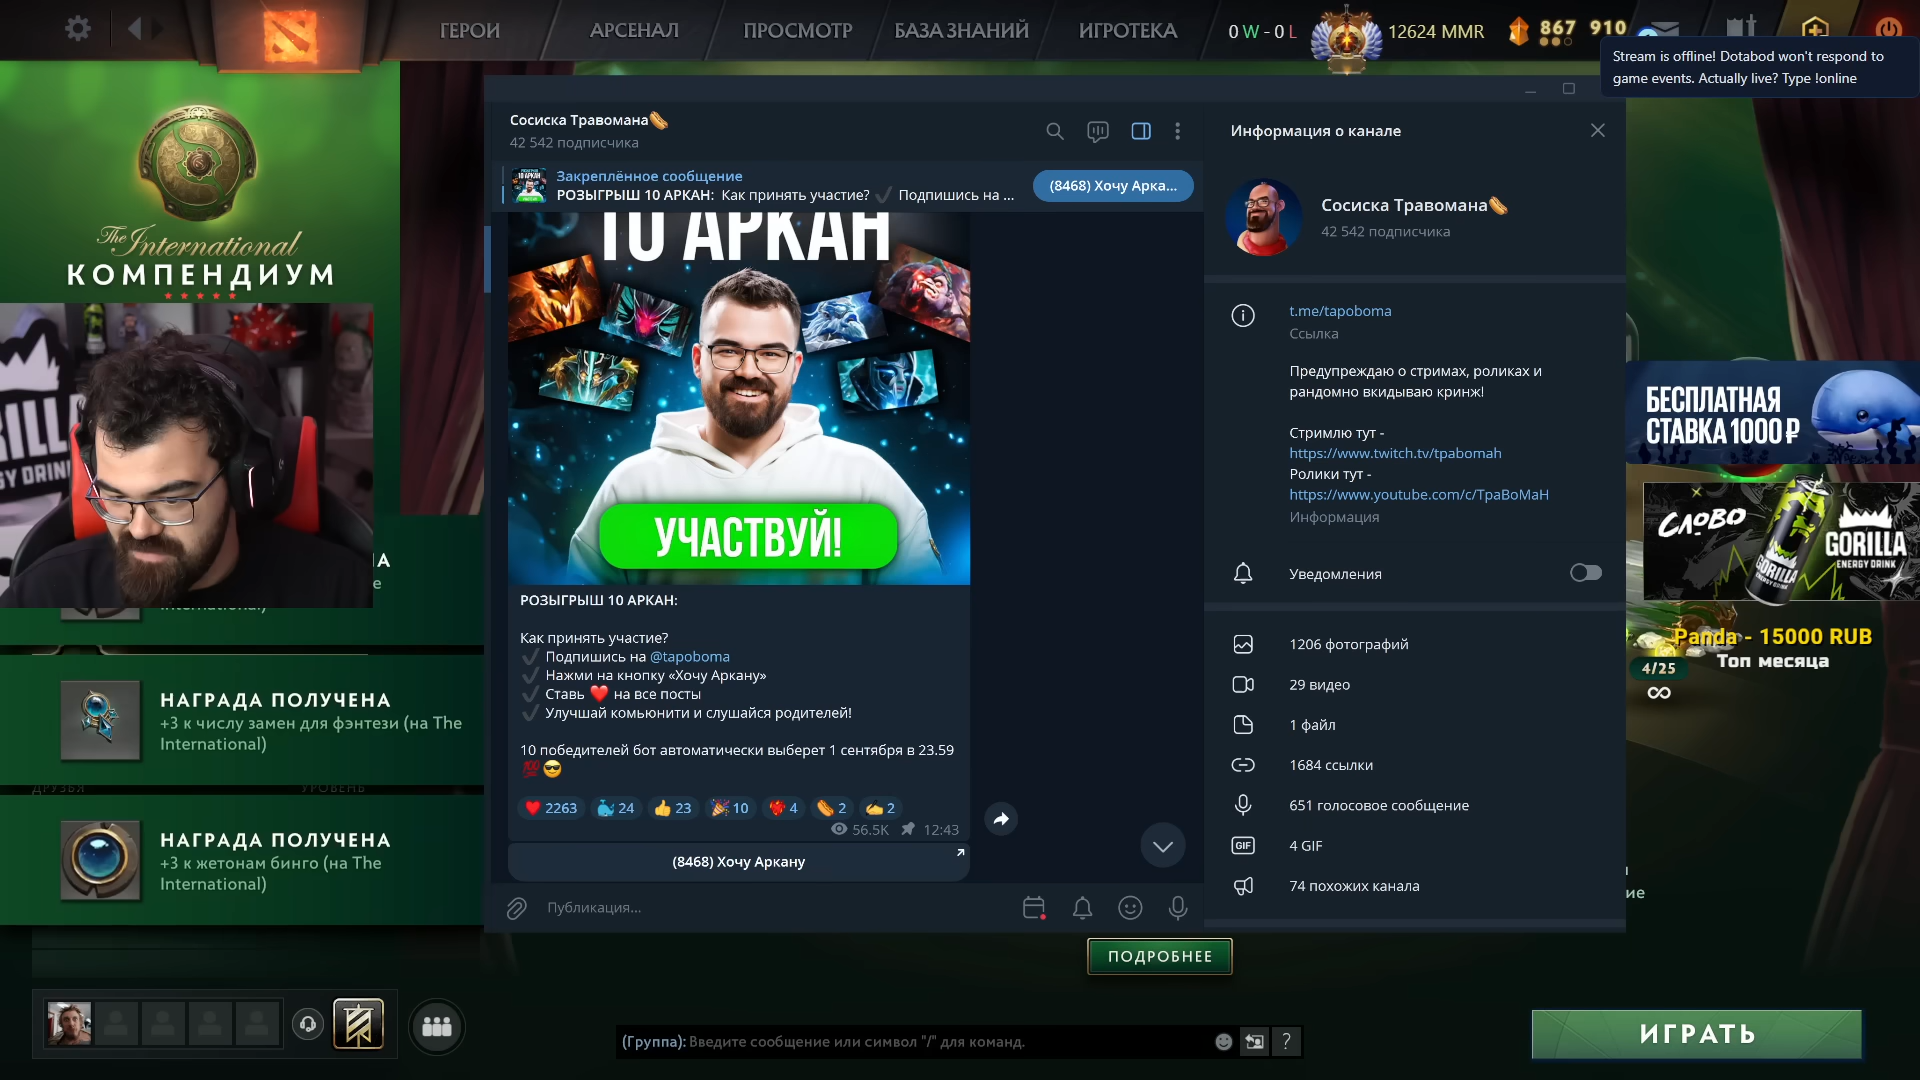 ГЕРОИ
АРСЕНАЛ
ПРОСМОТР
БАЗА ЗНАНИЙ
ИГРОТЕКА
0 W - 0 L
12624 MMR
867
910
Stream is offline! Dotabod won't respond to
game events. Actually live? Type !online
The International
КОМПЕНДИУМ
Сосиска Травомана
42 542 подписчика
Закреплённое сообщение
РОЗЫГРЫШ 10 АРКАН: Как принять участие? ✔ Подпишись на ...
(8468) Хочу Арка...
10 АРКАН
УЧАСТВУЙ!
РОЗЫГРЫШ 10 АРКАН:
Как принять участие?
✔ Подпишись на @tapoboma
✔ Нажми на кнопку «Хочу Аркану»
✔ Ставь ❤ на все посты
✔ Улучшай комьюнити и слушайся родителей!
10 победителей бот автоматически выберет 1 сентября в 23.59
💯😎
2263 24 23 10 4 2 2
56.5K 12:43
(8468) Хочу Аркану
Публикация...
Информация о канале
Сосиска Травомана
42 542 подписчика
t.me/tapoboma
Ссылка
Предупреждаю о стримах, роликах и
рандомно вкидываю кринж!
Стримлю тут -
https://www.twitch.tv/tpabomah
Ролики тут -
https://www.youtube.com/c/TpaBoMaH
Информация
Уведомления
1206 фотографий
29 видео
1 файл
1684 ссылки
651 голосовое сообщение
GIF
4 GIF
74 похожих канала
БЕСПЛАТНАЯ
СТАВКА 1000 ₽
СЛОВО
GORILLA
ENERGY DRINK
GORILLA
Panda - 15000 RUB
Топ месяца
4/25
∞
НАГРАДА ПОЛУЧЕНА
+3 к числу замен для фэнтези (на The
International)
ДРУЗЬЯ
УРОВЕНЬ
НАГРАДА ПОЛУЧЕНА
+3 к жетонам бинго (на The
International)
ПОДРОБНЕЕ
(Группа): Введите сообщение или символ "/" для команд.
?
ИГРАТЬ